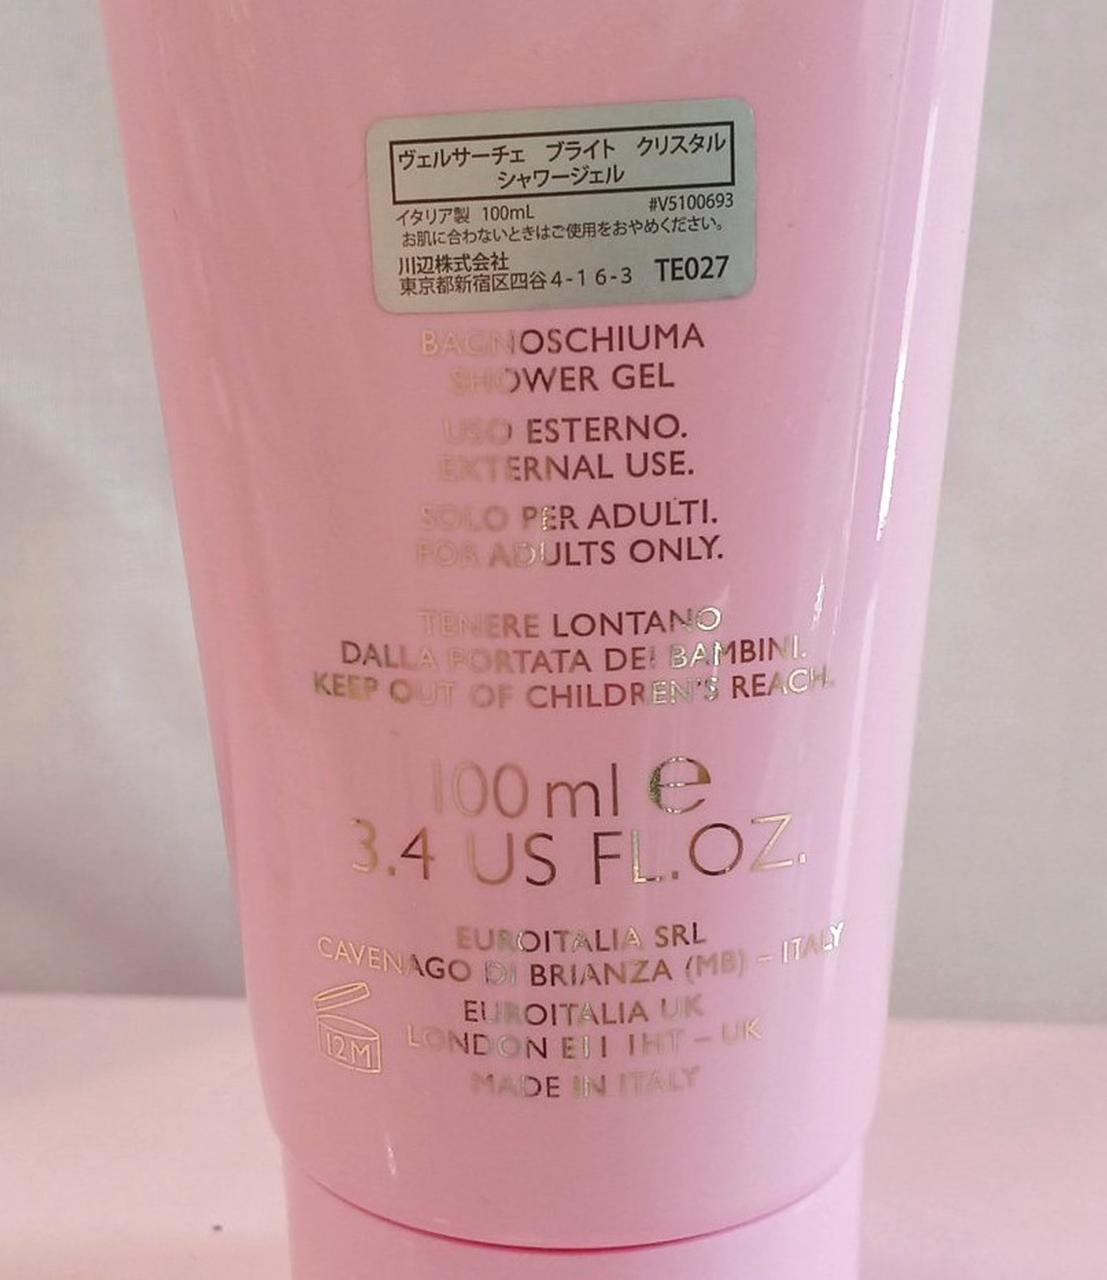 ヴェルサーチェ ブライト クリスタル
シャワージェル
イタリア製 100mL #V5100693
お肌に合わないときはご使用をおやめください。
川辺株式会社
東京都新宿区四谷4-16-3 TE027
BAGNOSCHIUMA
SHOWER GEL
USO ESTERNO.
EXTERNAL USE.
SOLO PER ADULTI.
FOR ADULTS ONLY.
TENERE LONTANO
DALLA PORTATA DEI BAMBINI.
KEEP OUT OF CHILDREN'S REACH.
100 ml e
3.4 US FL.OZ.
EUROITALIA SRL
CAVENAGO DI BRIANZA (MB) – ITALY
EUROITALIA UK
LONDON E11 1HT – UK
12M
MADE IN ITALY